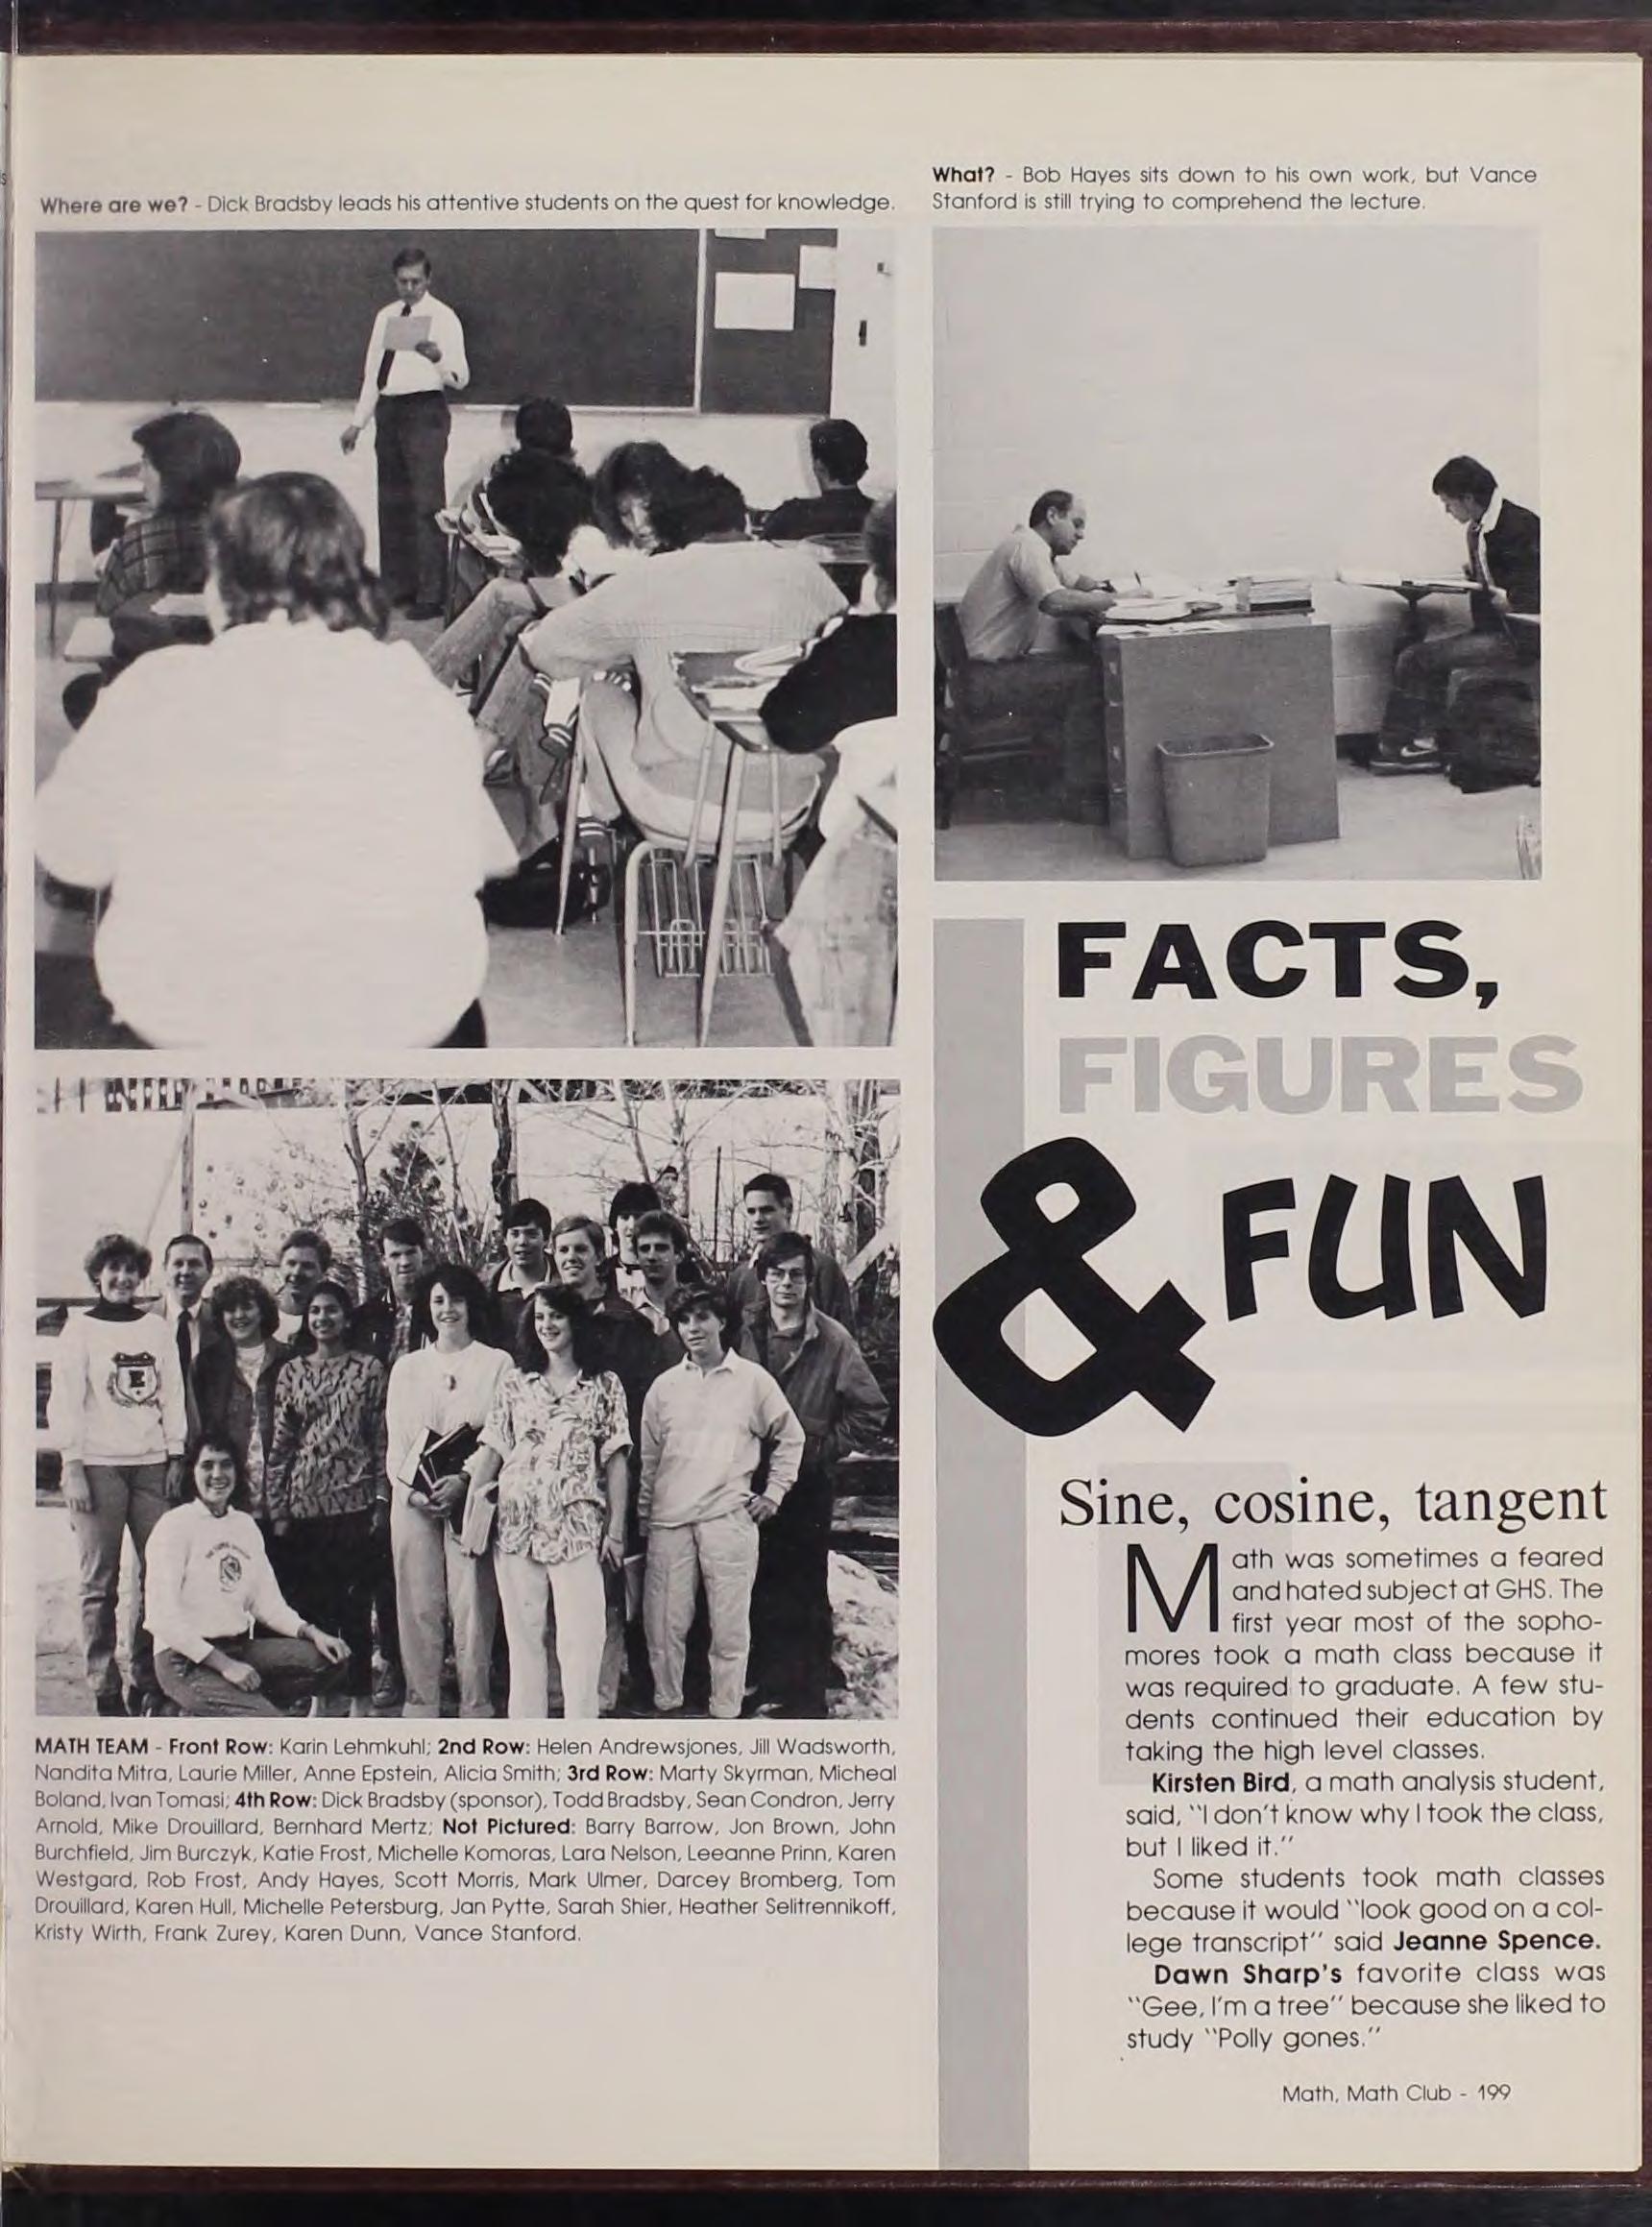 Where are we? - Dick Bradsby leads his attentive students on the quest for knowledge.
What? - Bob Hayes sits down to his own work, but Vance
Stanford is still trying to comprehend the lecture.
FACTS,
FIGURES
& FUN
MATH TEAM - Front Row: Karin Lehmkuhl; 2nd Row: Helen Andrewsjones, Jill Wadsworth,
Nandita Mitra, Laurie Miller, Anne Epstein, Alicia Smith; 3rd Row: Marty Skyrman, Micheal
Boland, Ivan Tomasi; 4th Row: Dick Bradsby (sponsor), Todd Bradsby, Sean Condron, Jerry
Arnold, Mike Drouillard, Bernhard Mertz; Not Pictured: Barry Barrow, Jon Brown, John
Burchfield, Jim Burczyk, Katie Frost, Michelle Komoras, Lara Nelson, Leeanne Prinn, Karen
Westgard, Rob Frost, Andy Hayes, Scott Morris, Mark Ulmer, Darcey Bromberg, Tom
Drouillard, Karen Hull, Michelle Petersburg, Jan Pytte, Sarah Shier, Heather Selitrennikoff,
Kristy Wirth, Frank Zurey, Karen Dunn, Vance Stanford.
Sine, cosine, tangent
Math was sometimes a feared
and hated subject at GHS. The
first year most of the sopho-
mores took a math class because it
was required to graduate. A few stu-
dents continued their education by
taking the high level classes.
Kirsten Bird, a math analysis student,
said, "I don't know why I took the class,
but I liked it."
Some students took math classes
because it would "look good on a col-
lege transcript" said Jeanne Spence.
Dawn Sharp's favorite class was
"Gee, I'm a tree" because she liked to
study "Polly gones."
Math, Math Club - 199